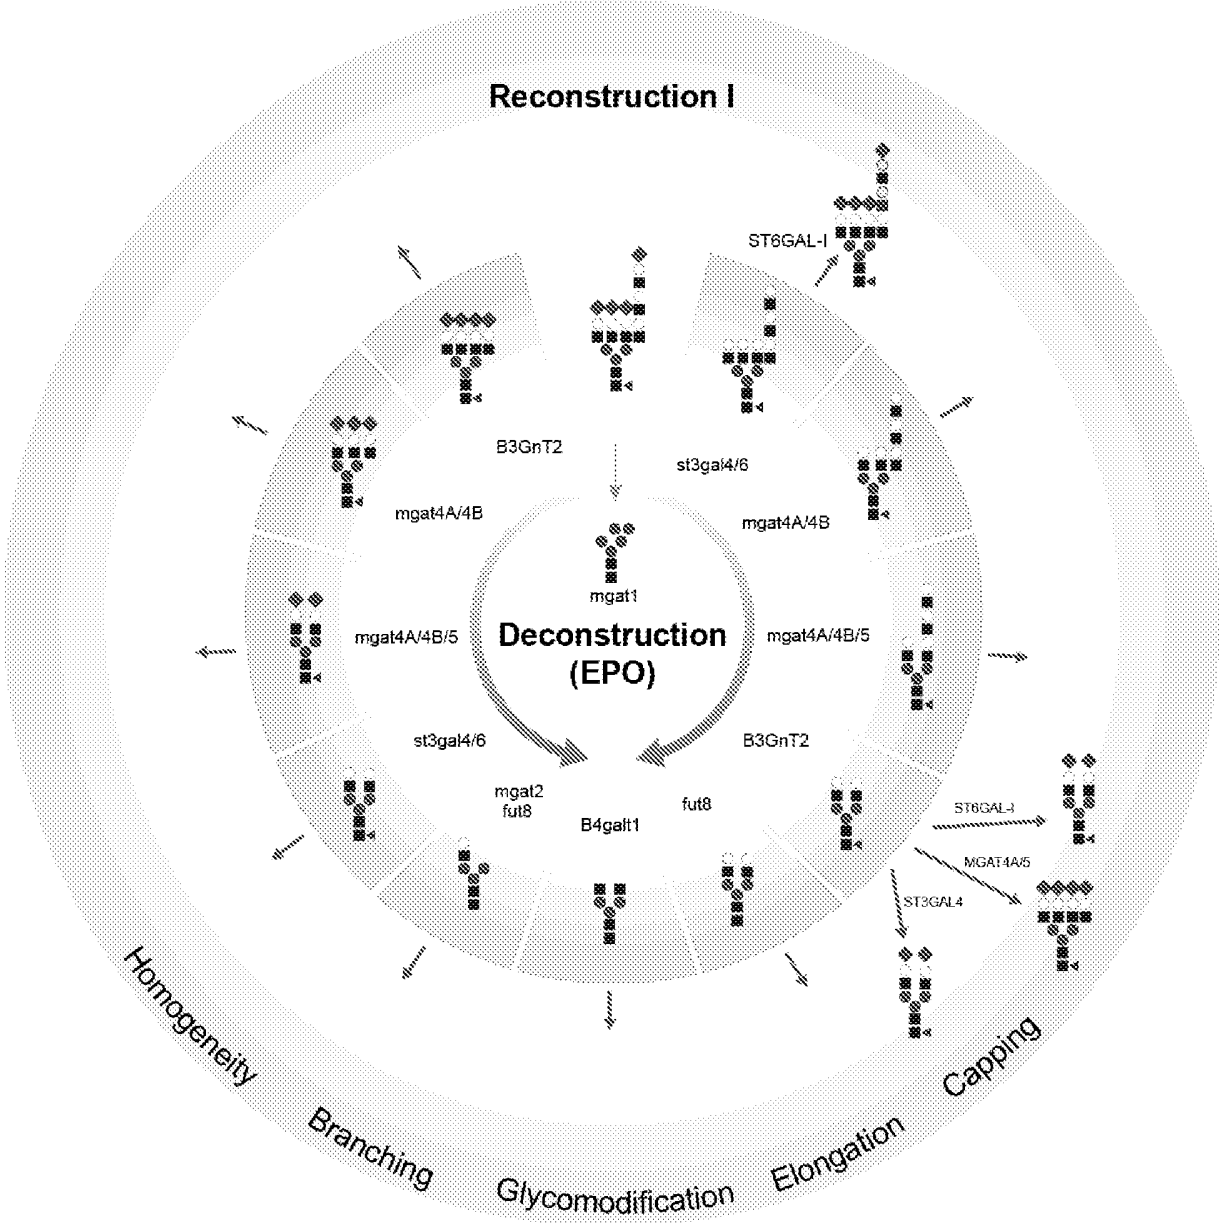 Reconstruction I
ST6GAL-I
B3GnT2
st3gal4/6
mgat4A/4B
mgat4A/4B
mgat1
mgat4A/4B/5
Deconstruction
(EPO)
mgat4A/4B/5
st3gal4/6
B3GnT2
mgat2
fut8
B4galt1
fut8
ST6GAL-I
MGAT4A/5
ST3GAL4
Homogeneity
Branching
Glycomodification
Elongation
Capping